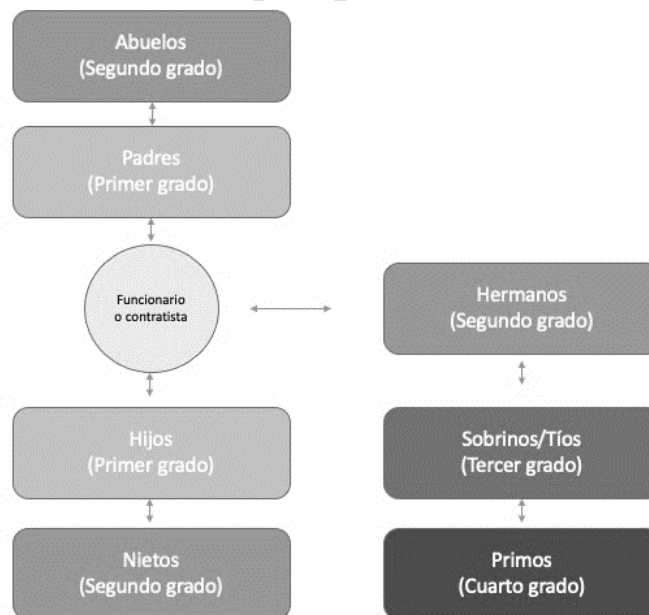 Abuelos
(Segundo grado)
Padres
(Primer grado)
Funcionario
o contratista
Hermanos
(Segundo grado)
Hijos
(Primer grado)
Sobrinos/Tíos
(Tercer grado)
Nietos
(Segundo grado)
Primos
(Cuarto grado)